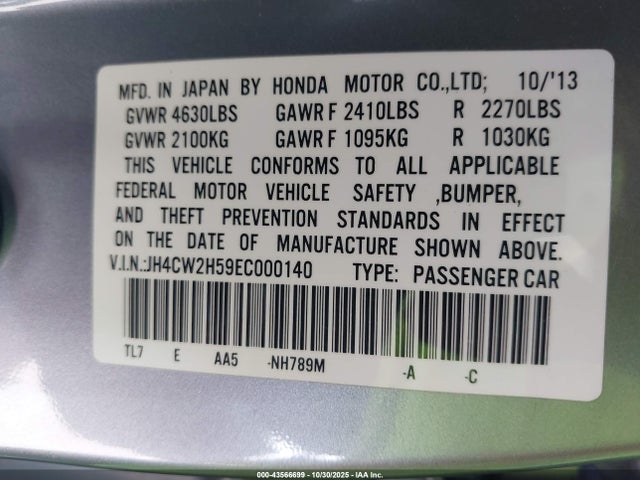 MFD. IN JAPAN BY HONDA MOTOR CO.,LTD; 10/'13
GVWR 4630LBS GAWR F 2410LBS R 2270LBS
GVWR 2100KG GAWR F 1095KG R 1030KG
THIS VEHICLE CONFORMS TO ALL APPLICABLE
FEDERAL MOTOR VEHICLE SAFETY ,BUMPER,
AND THEFT PREVENTION STANDARDS IN EFFECT
ON THE DATE OF MANUFACTURE SHOWN ABOVE.
V.I.N.:JH4CW2H59EC000140 TYPE: PASSENGER CAR
TL7 E AA5 -NH789M -A -C
000-43566699 - 10/30/2025 - IAA Inc.